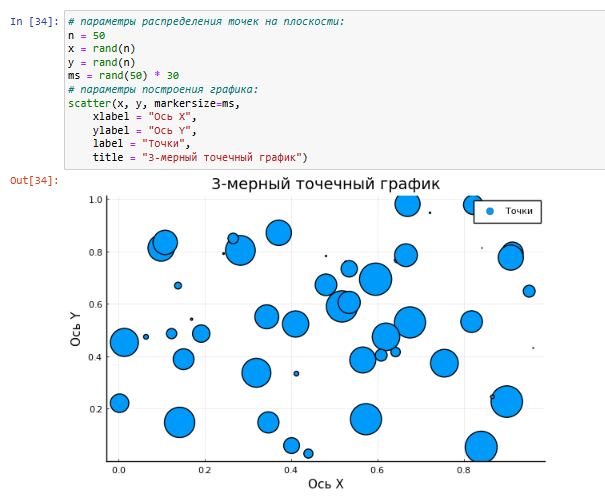 In [34]: # параметры распределения точек на плоскости:
n = 50
x = rand(n)
y = rand(n)
ms = rand(50) * 30
# параметры построения графика:
scatter(x, y, markersize=ms,
xlabel = "Ось X",
ylabel = "Ось Y",
label = "Точки",
title = "3-мерный точечный график")
Out[34]:
3-мерный точечный график
Точки
Ось Y
1.0
0.8
0.6
0.4
0.2
0.0 0.2 0.4 0.6 0.8
Ось X